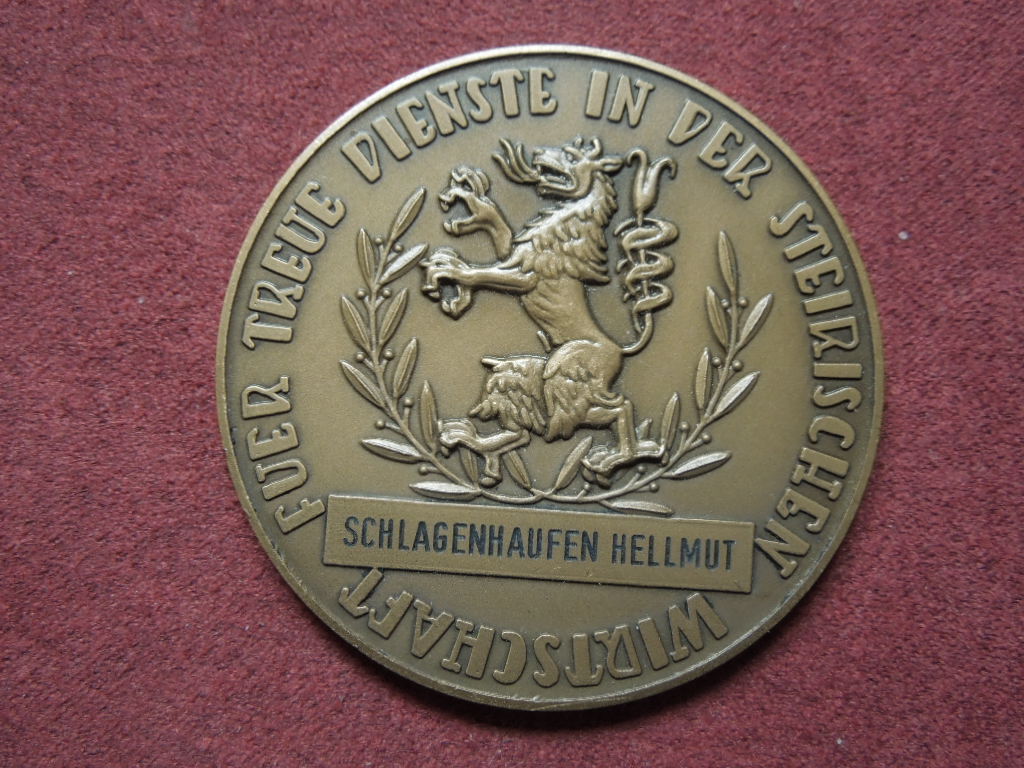 FUER TREUE DIENSTE IN DER STEIRISCHEN WIRTSCHAFT
SCHLAGENHAUFEN HELLMUT